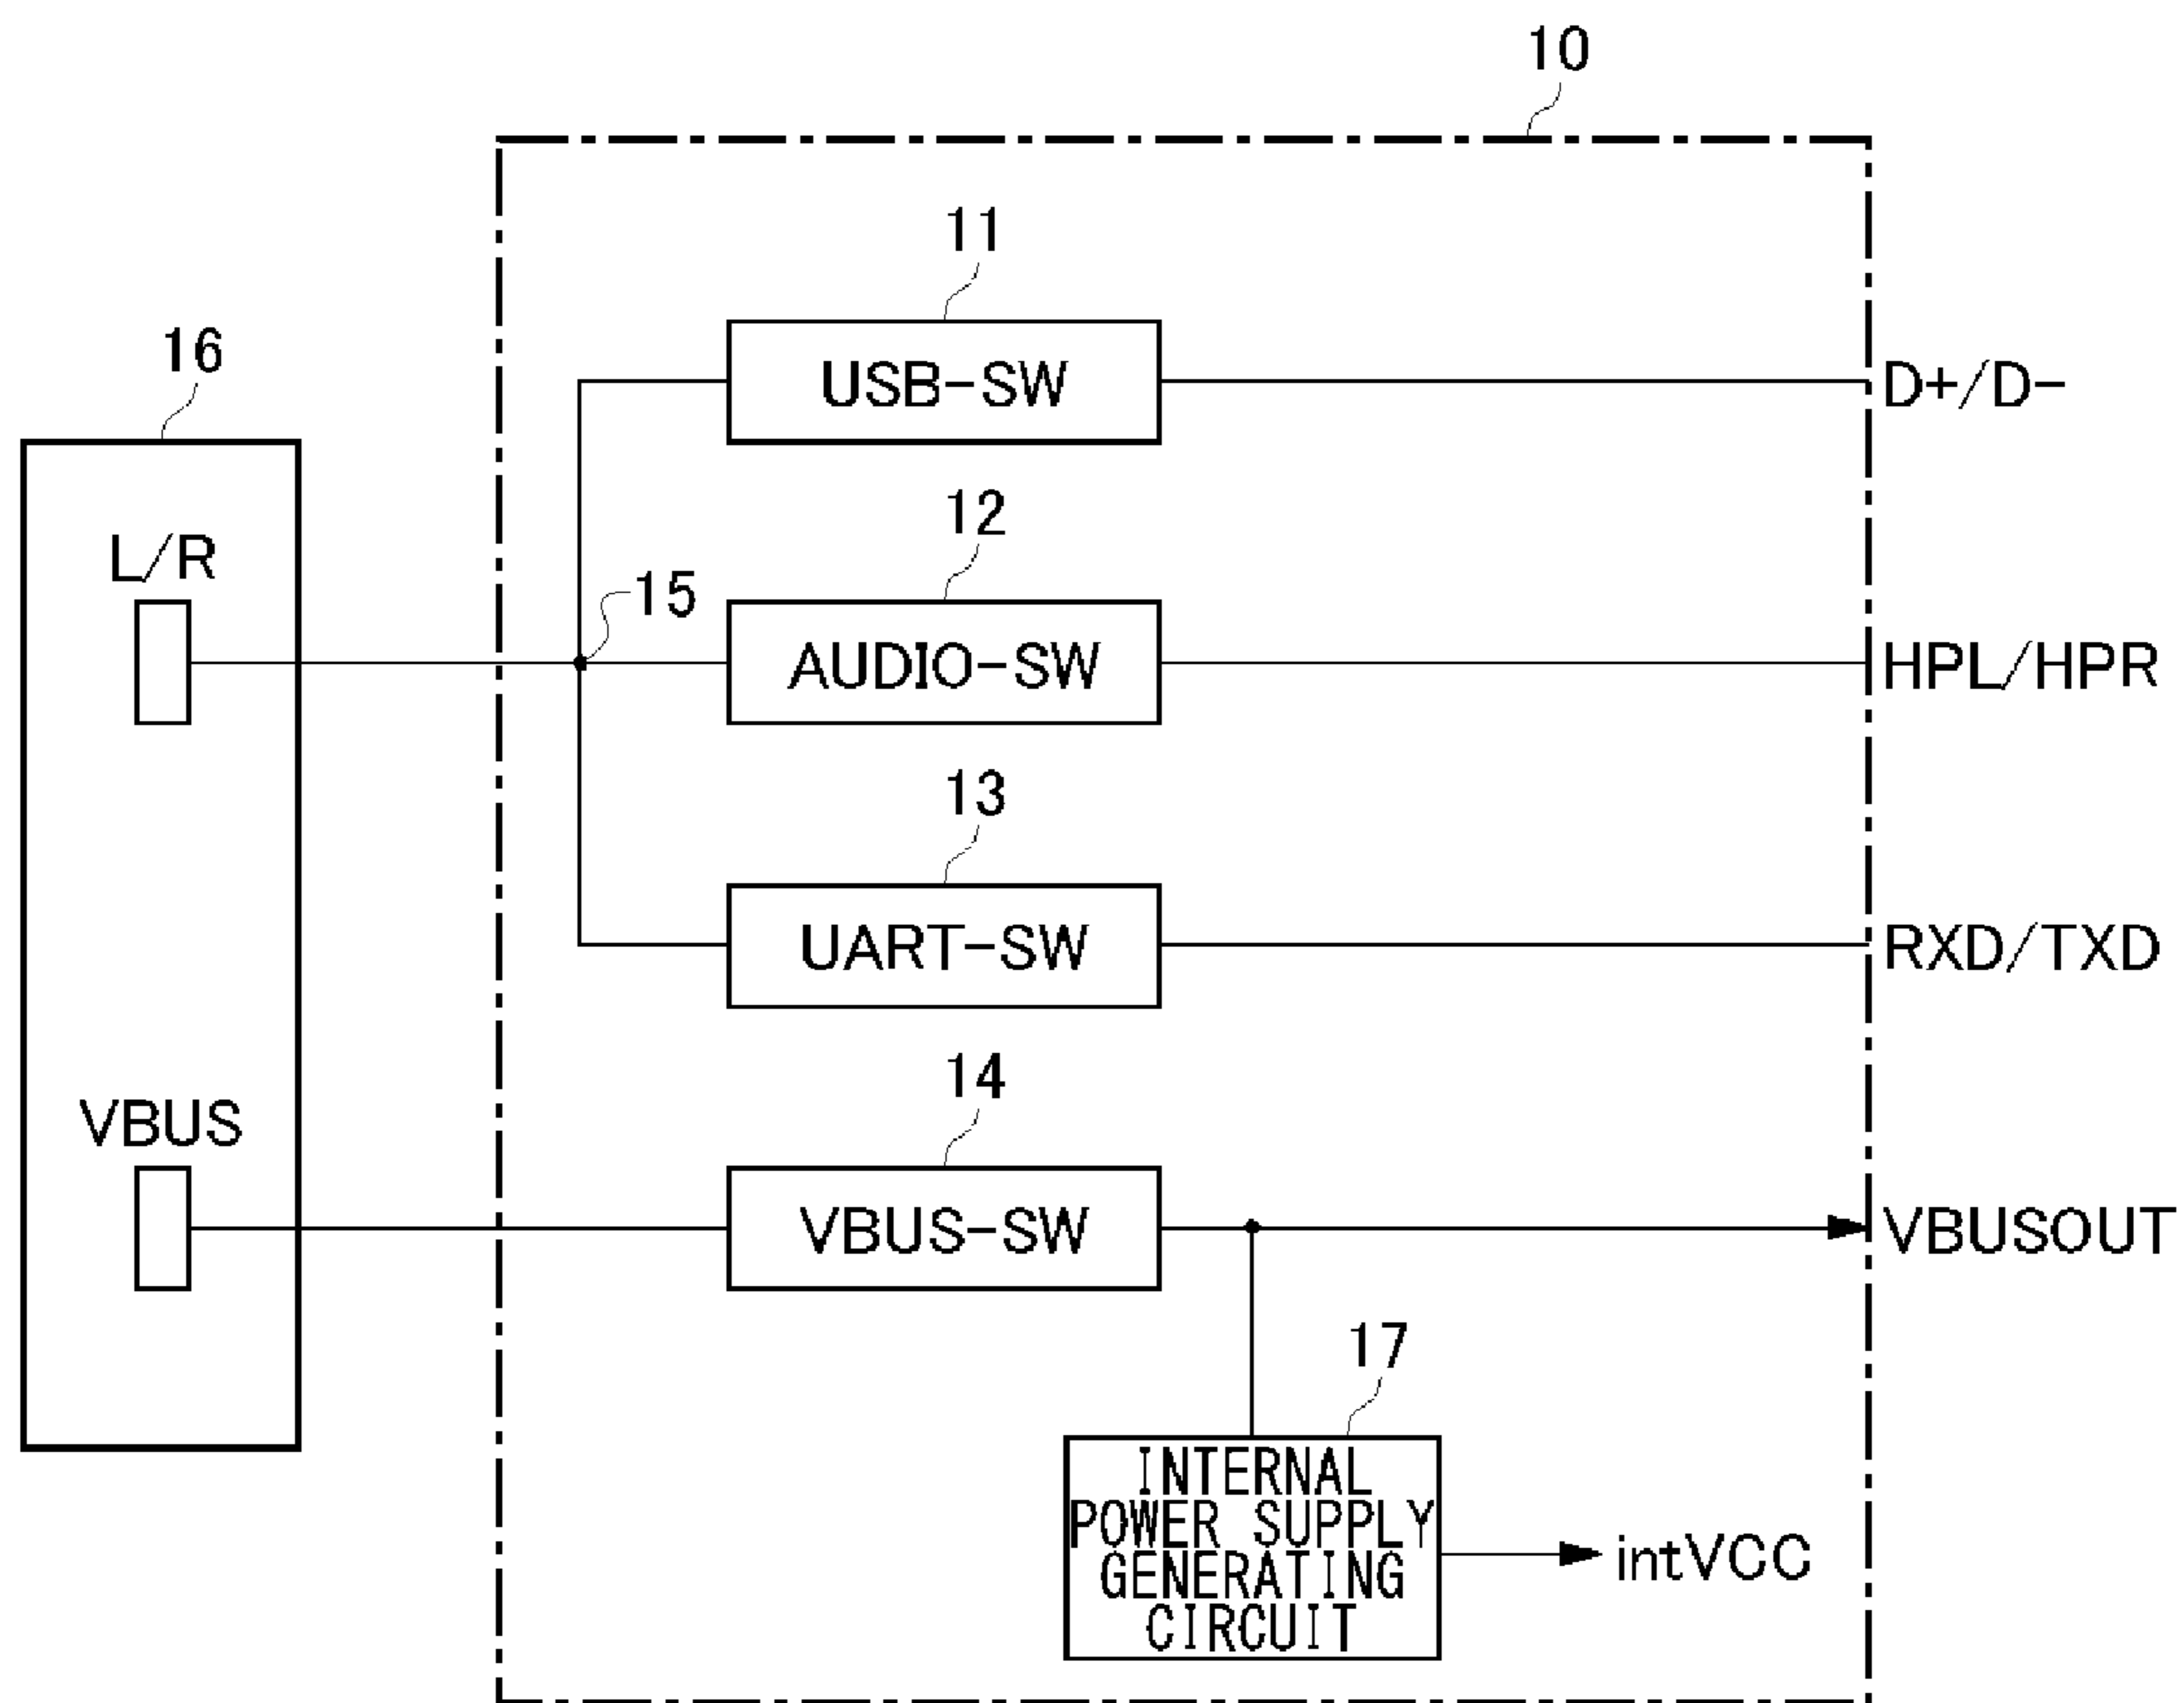 10
11
16
USB-SW
D+/D-
12
L/R
15
AUDIO-SW
HPL/HPR
13
UART-SW
RXD/TXD
14
VBUS
VBUS-SW
VBUSOUT
17
INTERNAL
POWER SUPPLY
GENERATING
CIRCUIT
intVCC